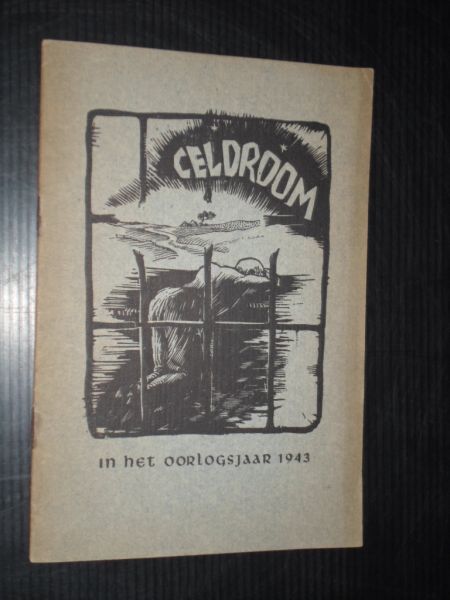 CELDROOM
in het oorlogsjaar 1943